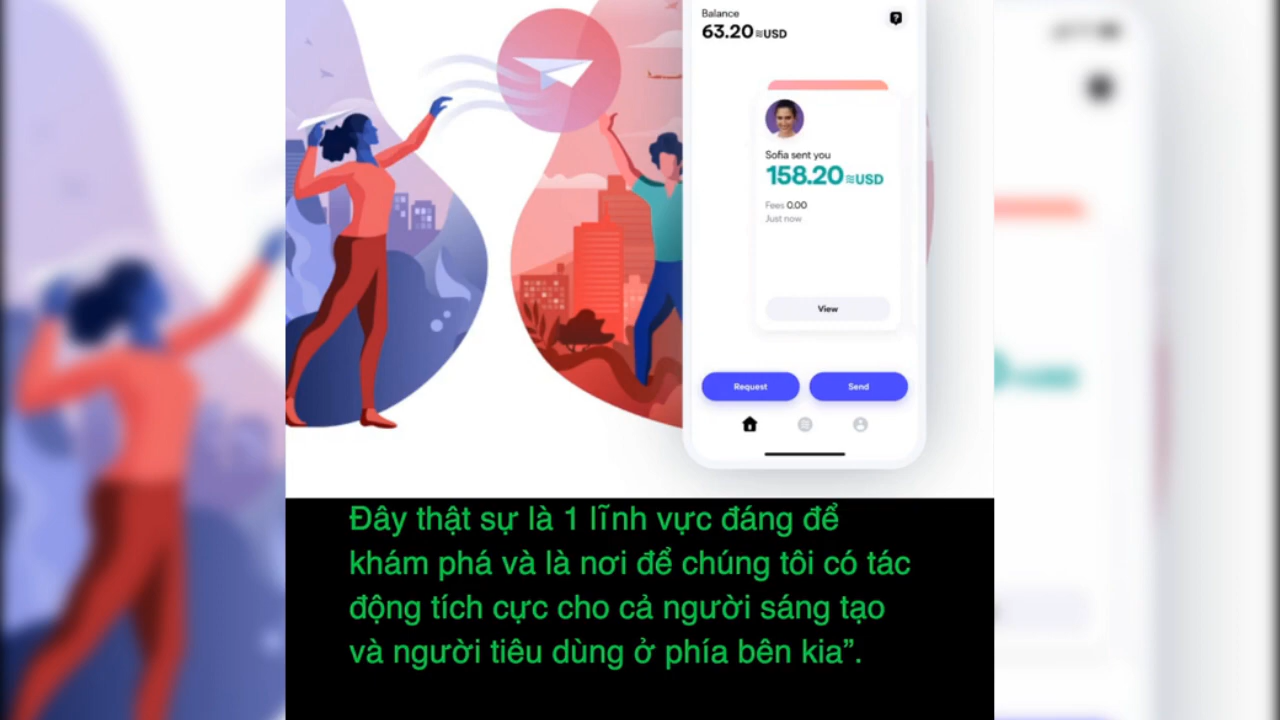 Balance
63.20≋USD
?
Sofia sent you
158.20≋USD
Fees 0.00
Just now
View
Request
Send
Đây thật sự là 1 lĩnh vực đáng để
khám phá và là nơi để chúng tôi có tác
động tích cực cho cả người sáng tạo
và người tiêu dùng ở phía bên kia”.